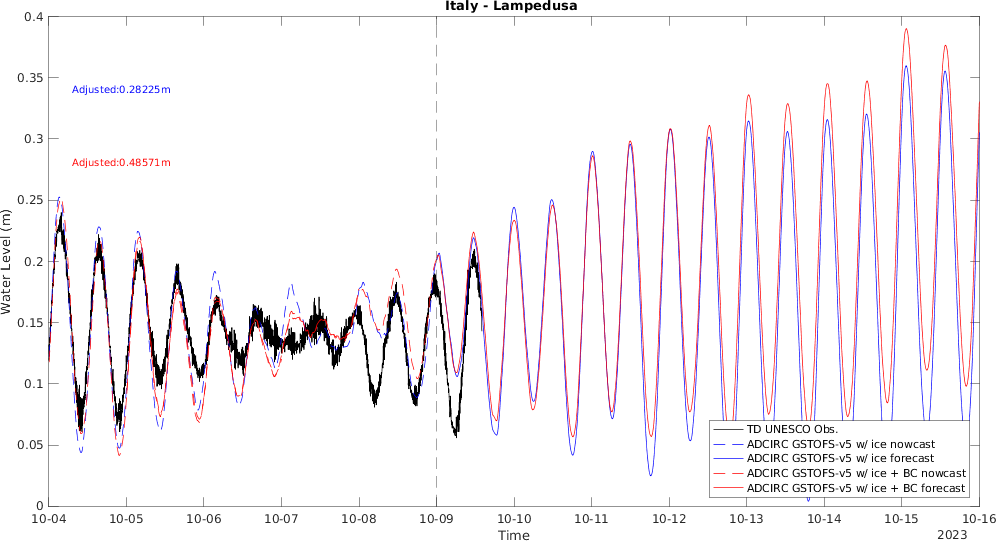 Italy - Lampedusa
0.4
0.35
0.3
0.25
0.2
0.15
0.1
0.05
0
Water Level (m)
Adjusted:0.28225m
Adjusted:0.48571m
TD UNESCO Obs.
ADCIRC GSTOFS-v5 w/ ice nowcast
ADCIRC GSTOFS-v5 w/ ice forecast
ADCIRC GSTOFS-v5 w/ ice + BC nowcast
ADCIRC GSTOFS-v5 w/ ice + BC forecast
10-04 10-05 10-06 10-07 10-08 10-09 10-10 10-11 10-12 10-13 10-14 10-15 10-16
Time
2023